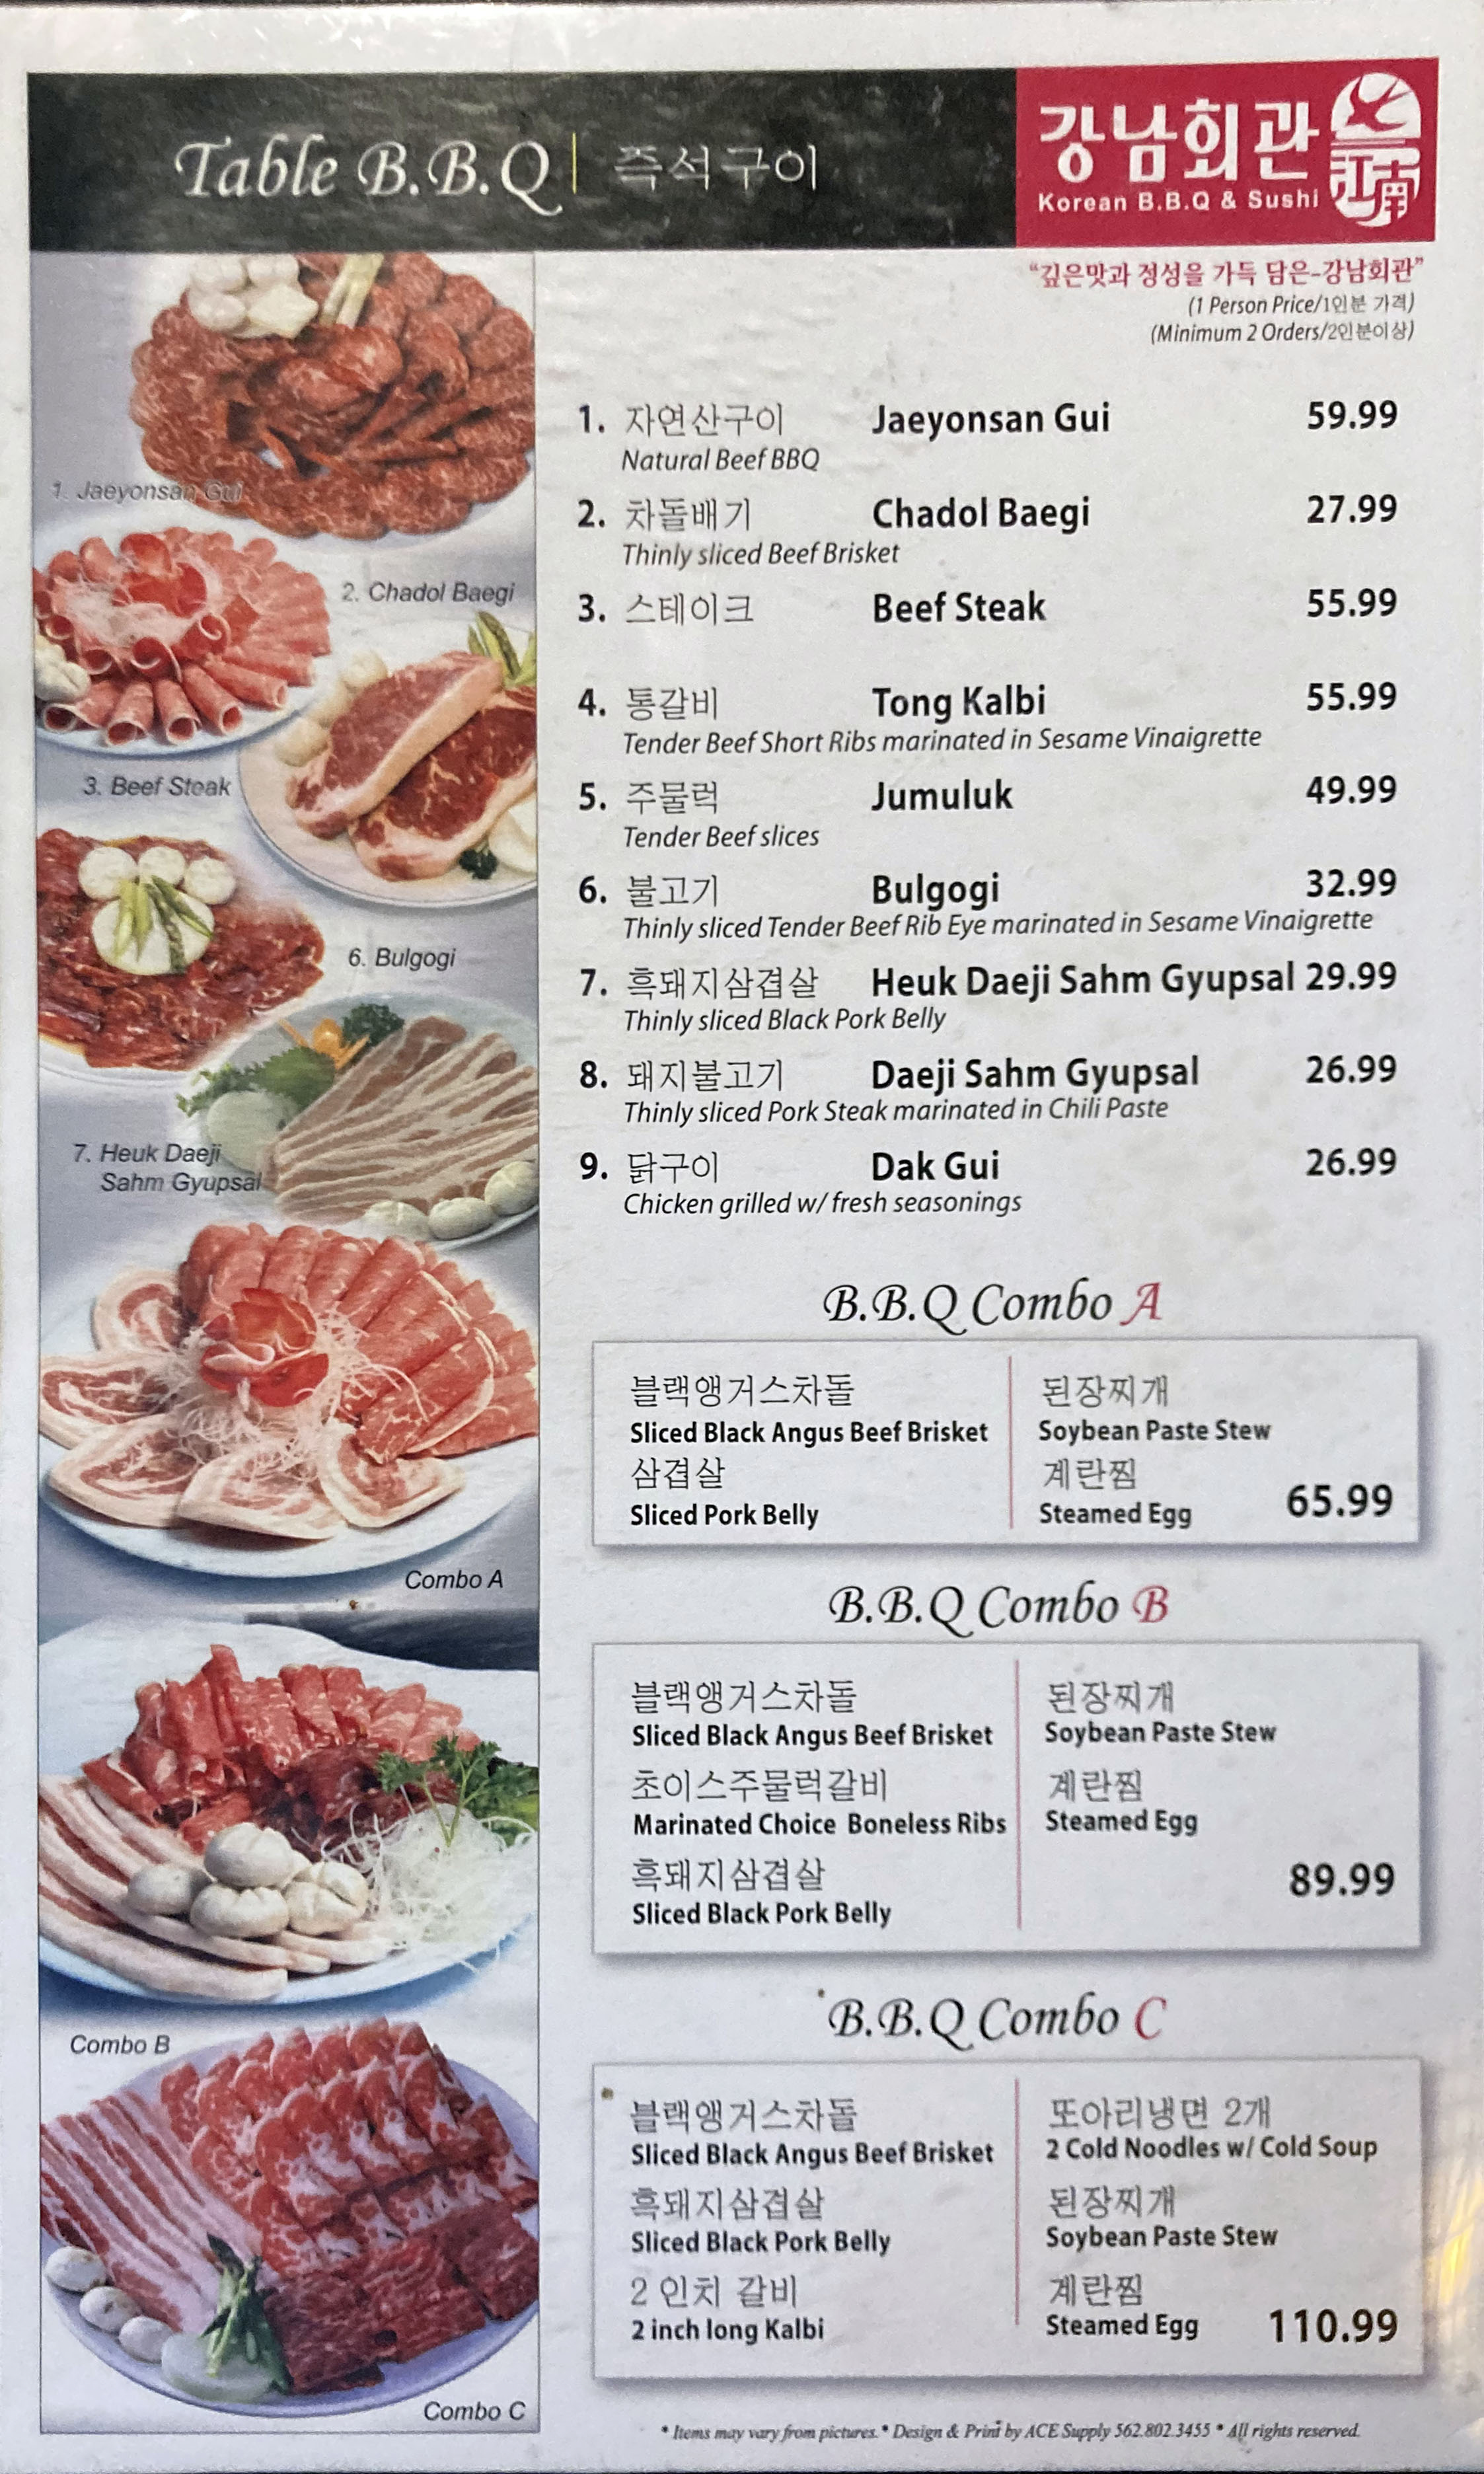 Table B.B.Q | 즉석구이
강남회관
Korean B.B.Q & Sushi
江南
"깊은맛과 정성을 가득 담은-강남회관"
(1 Person Price/1인분 가격)
(Minimum 2 Orders/2인분이상)
1. 자연산구이 Jaeyonsan Gui 59.99
Natural Beef BBQ
2. 차돌배기 Chadol Baegi 27.99
Thinly sliced Beef Brisket
3. 스테이크 Beef Steak 55.99
4. 통갈비 Tong Kalbi 55.99
Tender Beef Short Ribs marinated in Sesame Vinaigrette
5. 주물럭 Jumuluk 49.99
Tender Beef slices
6. 불고기 Bulgogi 32.99
Thinly sliced Tender Beef Rib Eye marinated in Sesame Vinaigrette
7. 흑돼지삼겹살 Heuk Daeji Sahm Gyupsal 29.99
Thinly sliced Black Pork Belly
8. 돼지불고기 Daeji Sahm Gyupsal 26.99
Thinly sliced Pork Steak marinated in Chili Paste
9. 닭구이 Dak Gui 26.99
Chicken grilled w/ fresh seasonings
1. Jaeyonsan Gui
2. Chadol Baegi
3. Beef Steak
6. Bulgogi
7. Heuk Daeji
Sahm Gyupsal
Combo A
Combo B
Combo C
B.B.Q Combo A
블랙앵거스차돌
Sliced Black Angus Beef Brisket
삼겹살
Sliced Pork Belly
된장찌개
Soybean Paste Stew
계란찜
Steamed Egg
65.99
B.B.Q Combo B
블랙앵거스차돌
Sliced Black Angus Beef Brisket
초이스주물럭갈비
Marinated Choice Boneless Ribs
흑돼지삼겹살
Sliced Black Pork Belly
된장찌개
Soybean Paste Stew
계란찜
Steamed Egg
89.99
B.B.Q Combo C
블랙앵거스차돌
Sliced Black Angus Beef Brisket
흑돼지삼겹살
Sliced Black Pork Belly
2 인치 갈비
2 inch long Kalbi
또아리냉면 2개
2 Cold Noodles w/ Cold Soup
된장찌개
Soybean Paste Stew
계란찜
Steamed Egg
110.99
* Items may vary from pictures. * Design & Print by ACE Supply 562.802.3455 * All rights reserved.